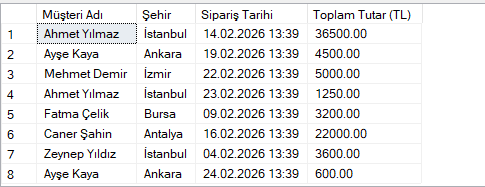 Müşteri Adı Şehir Sipariş Tarihi Toplam Tutar (TL)
1 Ahmet Yılmaz İstanbul 14.02.2026 13:39 36500.00
2 Ayşe Kaya Ankara 19.02.2026 13:39 4500.00
3 Mehmet Demir İzmir 22.02.2026 13:39 5000.00
4 Ahmet Yılmaz İstanbul 23.02.2026 13:39 1250.00
5 Fatma Çelik Bursa 09.02.2026 13:39 3200.00
6 Caner Şahin Antalya 16.02.2026 13:39 22000.00
7 Zeynep Yıldız İstanbul 04.02.2026 13:39 3600.00
8 Ayşe Kaya Ankara 24.02.2026 13:39 600.00